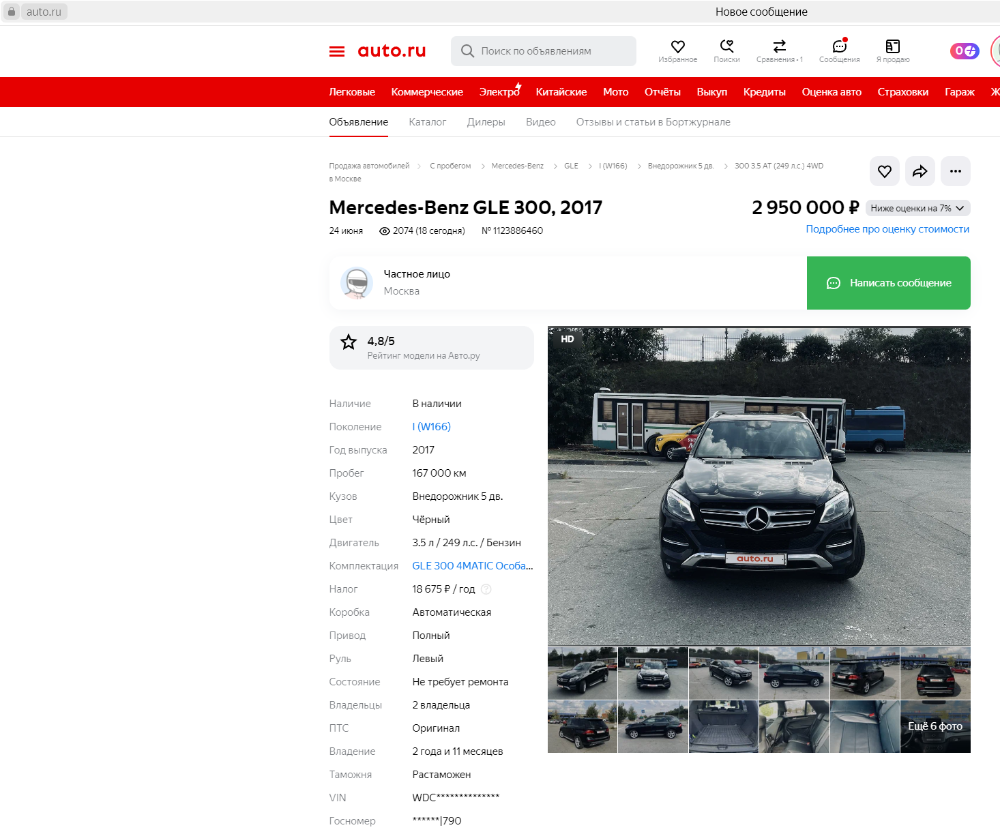 auto.ru
Новое сообщение
auto.ru
Поиск по объявлениям
Избранное
Поиски
Сравнения • 1
Сообщения
Я продаю
0
Легковые Коммерческие Электро Китайские Мото Отчёты Выкуп Кредиты Оценка авто Страховки Гараж Ж
Объявление Каталог Дилеры Видео Отзывы и статьи в Бортжурнале
Продажа автомобилей > С пробегом > Mercedes-Benz > GLE > I (W166) > Внедорожник 5 дв. > 300 3.5 AT (249 л.с.) 4WD
в Москве
Mercedes-Benz GLE 300, 2017
2 950 000 ₽
Ниже оценки на 7%
24 июня 2074 (18 сегодня) № 1123886460
Подробнее про оценку стоимости
Частное лицо
Москва
Написать сообщение
4,8/5
Рейтинг модели на Авто.ру
HD
auto.ru
Наличие В наличии
Поколение I (W166)
Год выпуска 2017
Пробег 167 000 км
Кузов Внедорожник 5 дв.
Цвет Чёрный
Двигатель 3.5 л / 249 л.с. / Бензин
Комплектация GLE 300 4MATIC Особа...
Налог 18 675 ₽ / год ?
Коробка Автоматическая
Привод Полный
Руль Левый
Состояние Не требует ремонта
Владельцы 2 владельца
ПТС Оригинал
Владение 2 года и 11 месяцев
Таможня Растаможен
VIN WDC**************
Госномер ******|790
Ещё 6 фото